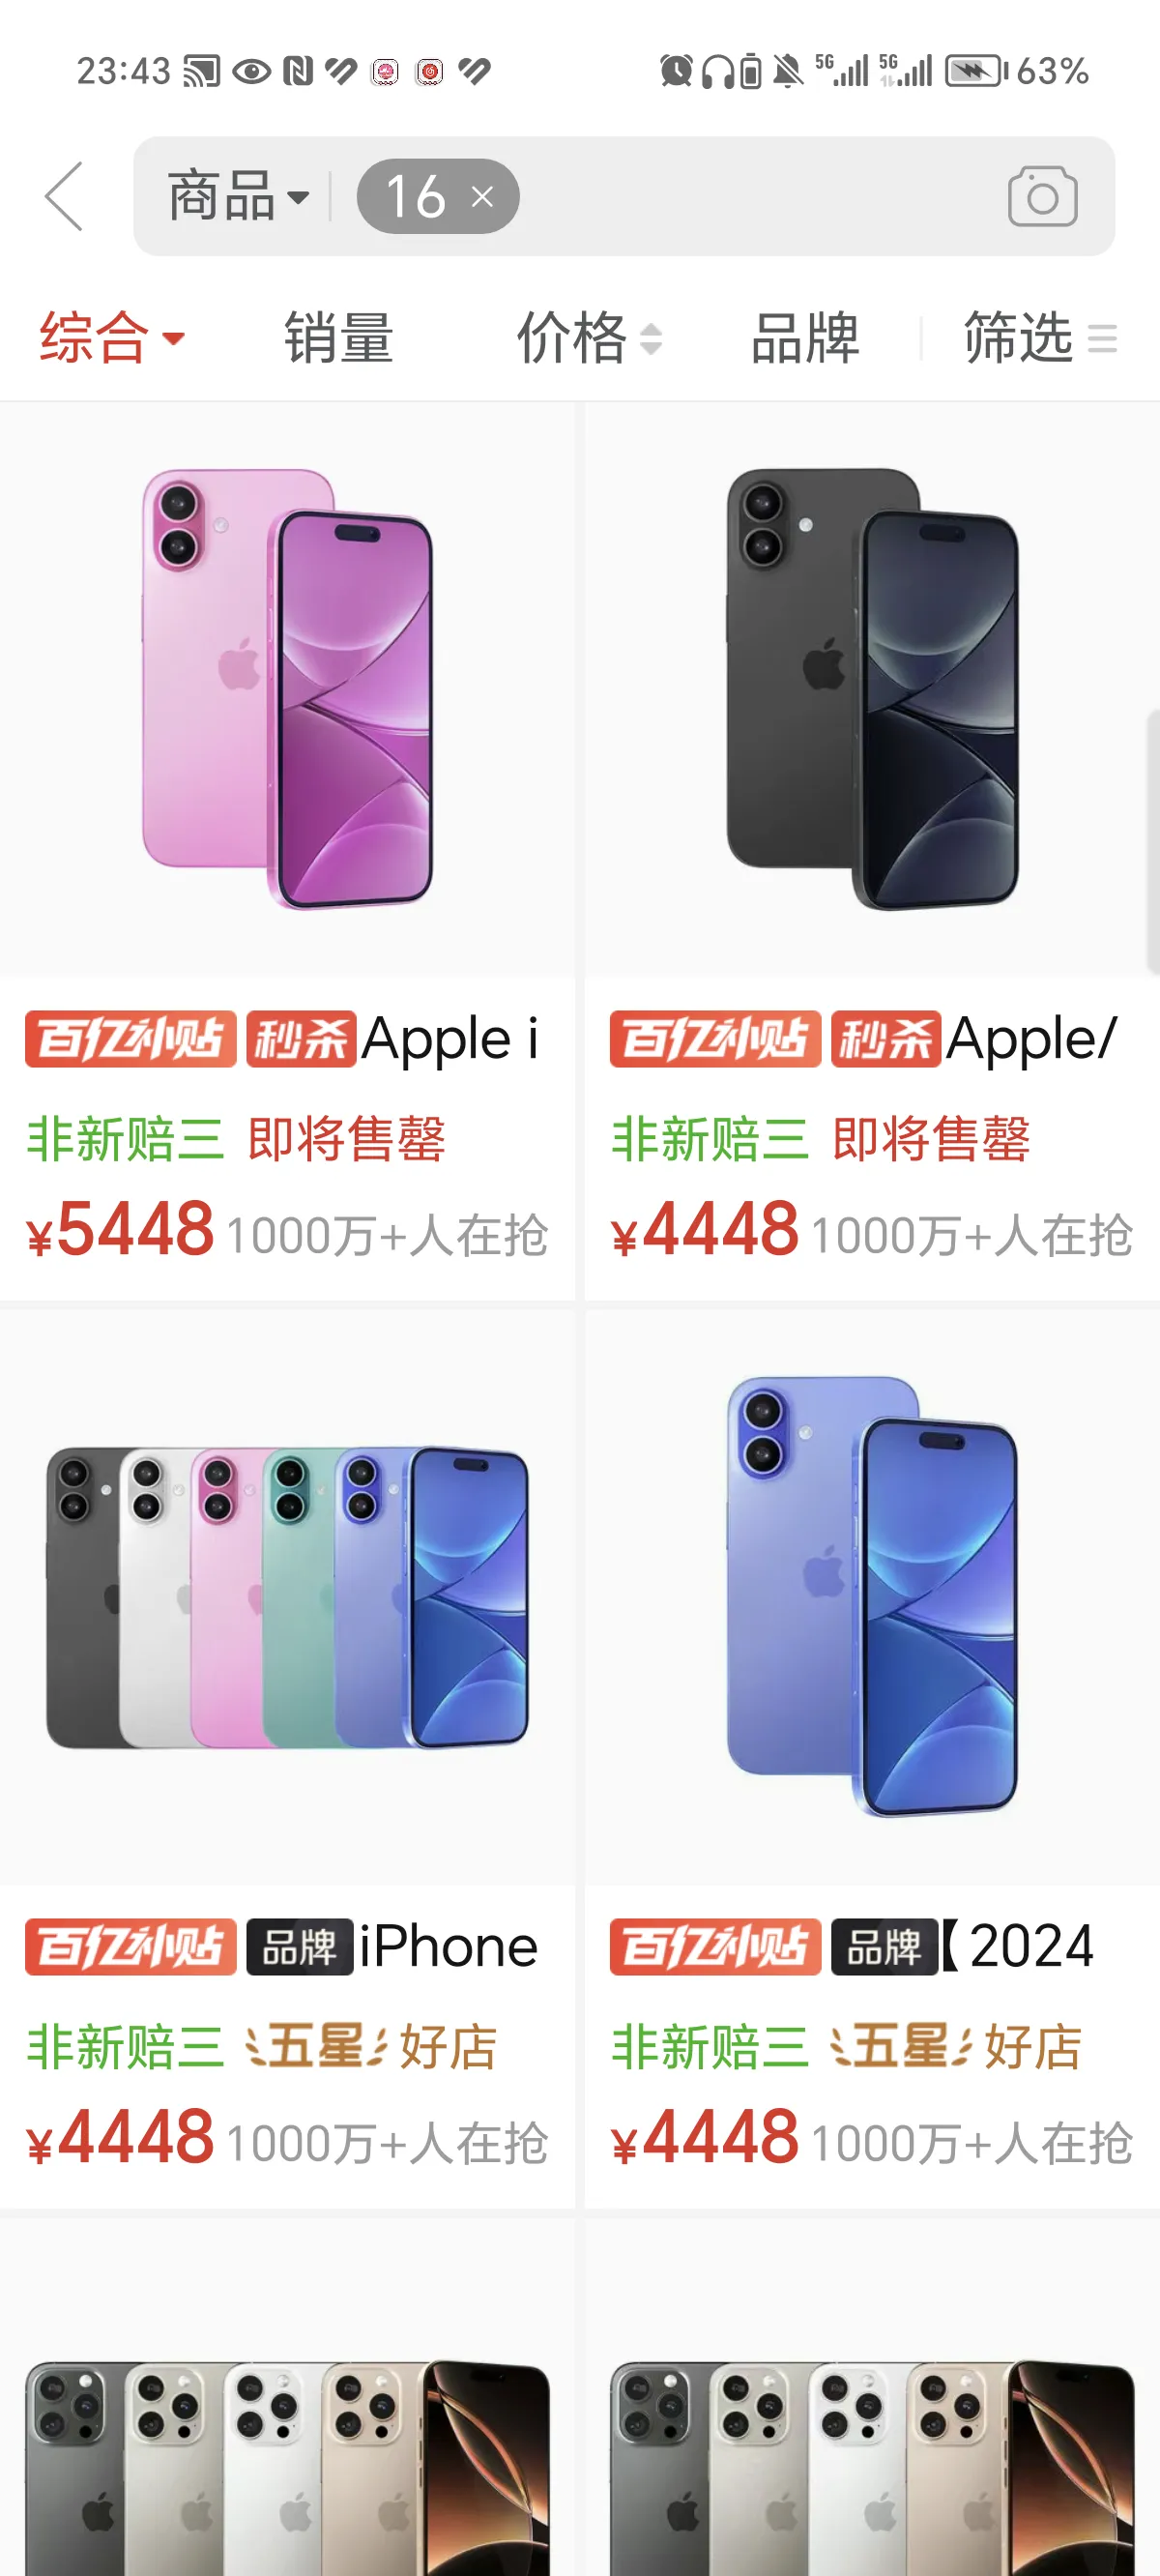 23:43 5G 5G 63%
商品 16 ×
综合 销量 价格 品牌 筛选
百亿补贴 秒杀 Apple i
非新赔三 即将售罄
¥5448 1000万+人在抢
百亿补贴 秒杀 Apple/
非新赔三 即将售罄
¥4448 1000万+人在抢
百亿补贴 品牌 iPhone
非新赔三 五星好店
¥4448 1000万+人在抢
百亿补贴 品牌【2024
非新赔三 五星好店
¥4448 1000万+人在抢